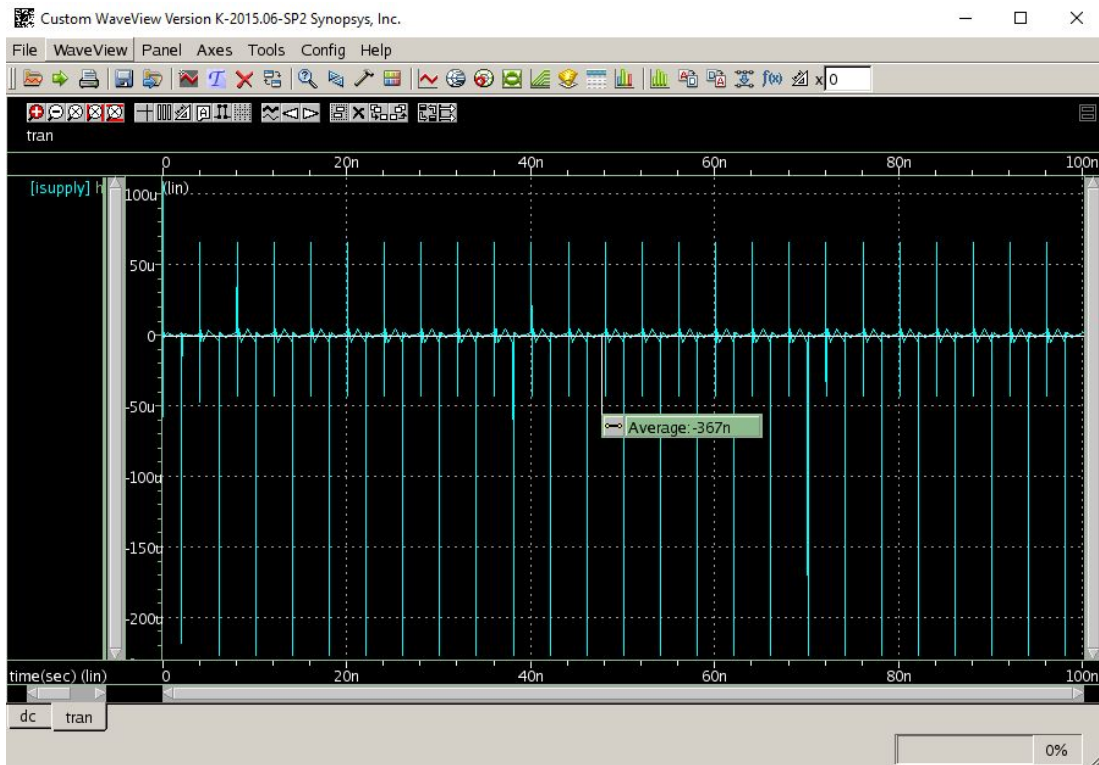 Custom WaveView Version K-2015.06-SP2 Synopsys, Inc.
File WaveView Panel Axes Tools Config Help
x 0
tran
0 20n 40n 60n 80n 100n
[isupply]
(lin)
100u
50u
0
-50u
Average:-367n
-100u
-150u
-200u
time(sec) (lin) 0 20n 40n 60n 80n 100n
dc tran
0%